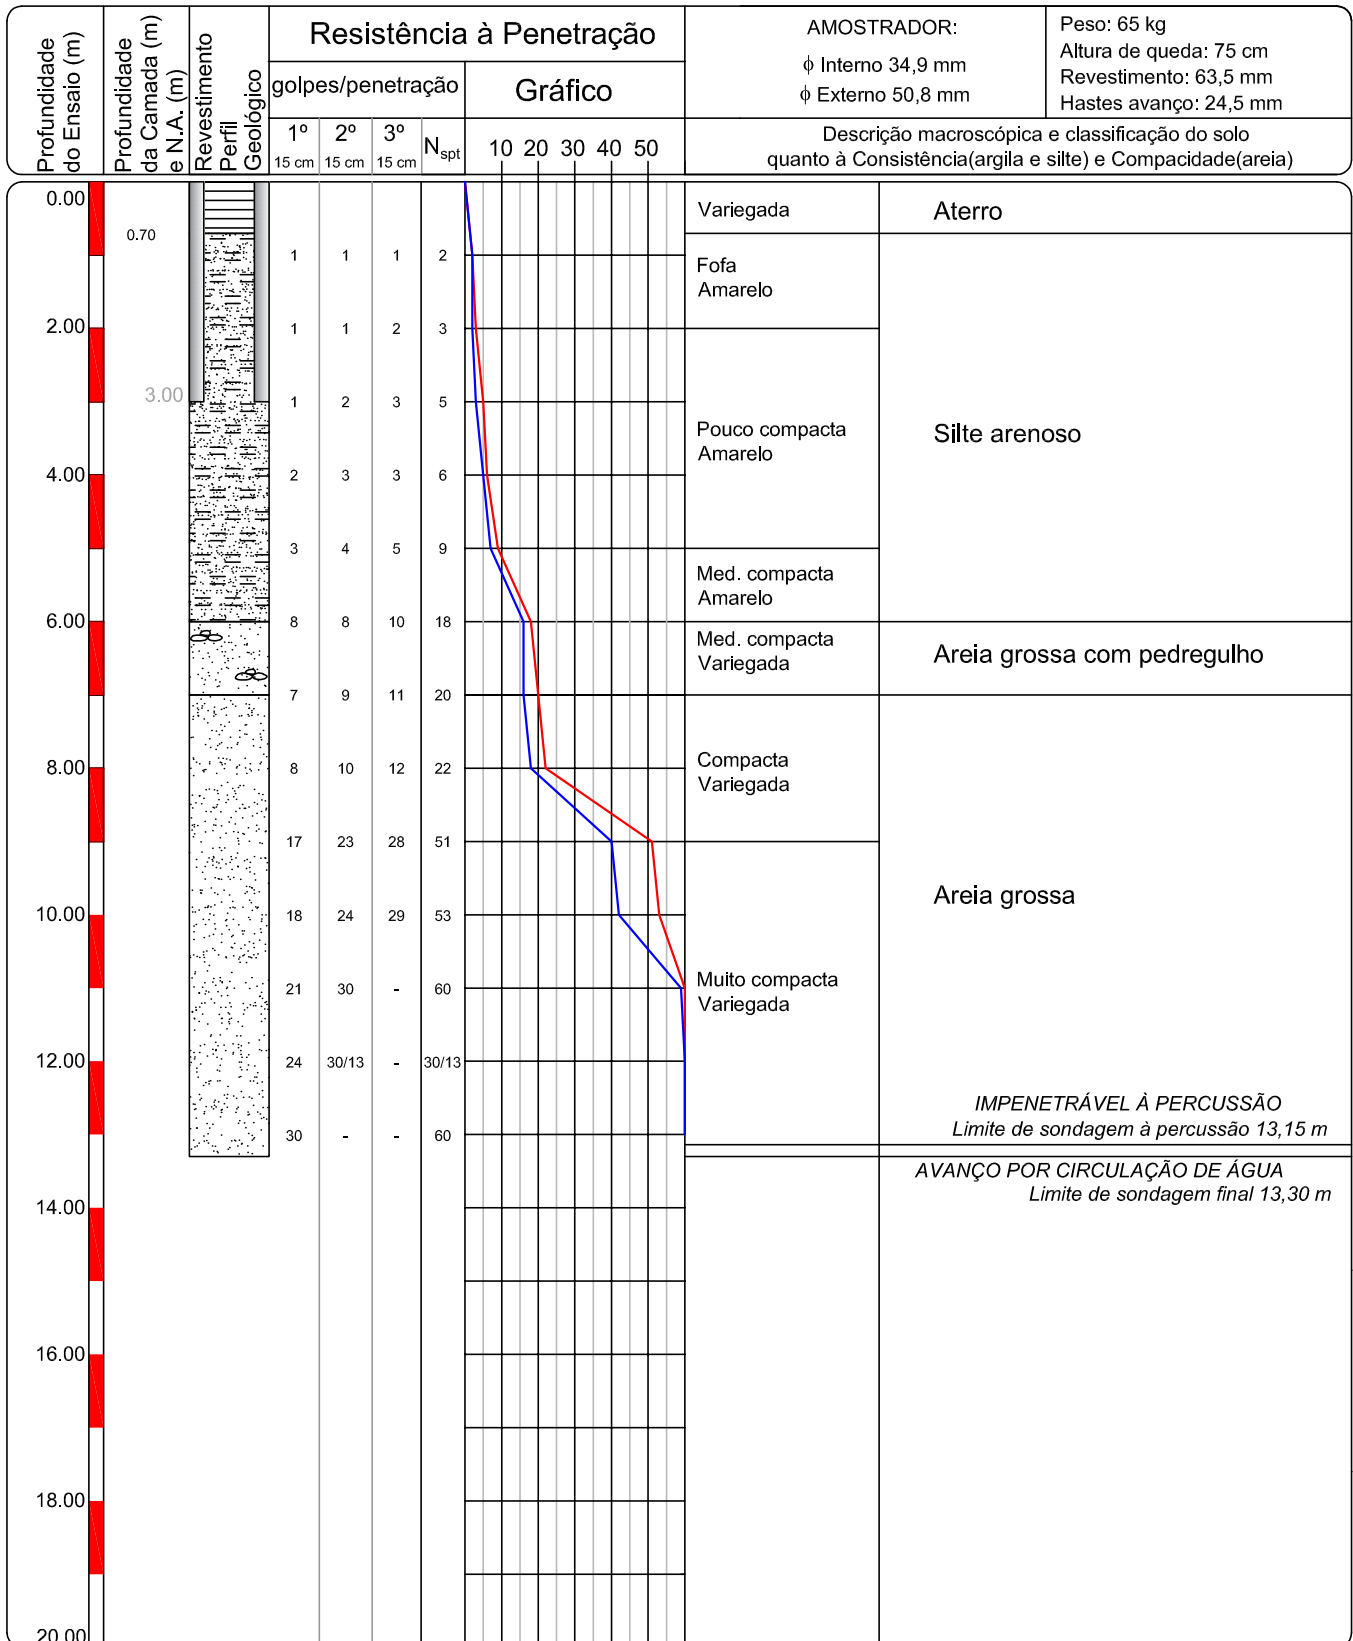 Profundidade
do Ensaio (m)
Profundidade
da Camada (m)
e N.A. (m)
Revestimento
Perfil
Geológico
Resistência à Penetração
golpes/penetração
Gráfico
1º
15 cm
2º
15 cm
3º
15 cm
Nspt
10 20 30 40 50
AMOSTRADOR:
ϕ Interno 34,9 mm
ϕ Externo 50,8 mm
Peso: 65 kg
Altura de queda: 75 cm
Revestimento: 63,5 mm
Hastes avanço: 24,5 mm
Descrição macroscópica e classificação do solo
quanto à Consistência(argila e silte) e Compacidade(areia)
0.00
Variegada
Aterro
0.70
1 1 1 2
Fofa
Amarelo
2.00
1 1 2 3
3.00
1 2 3 5
Pouco compacta
Amarelo
Silte arenoso
4.00
2 3 3 6
3 4 5 9
Med. compacta
Amarelo
6.00
8 8 10 18
Med. compacta
Variegada
Areia grossa com pedregulho
7 9 11 20
8.00
8 10 12 22
Compacta
Variegada
17 23 28 51
10.00
18 24 29 53
Areia grossa
21 30 - 60
Muito compacta
Variegada
12.00
24 30/13 - 30/13
IMPENETRÁVEL À PERCUSSÃO
Limite de sondagem à percussão 13,15 m
30 - - 60
AVANÇO POR CIRCULAÇÃO DE ÁGUA
Limite de sondagem final 13,30 m
14.00
16.00
18.00
20.00